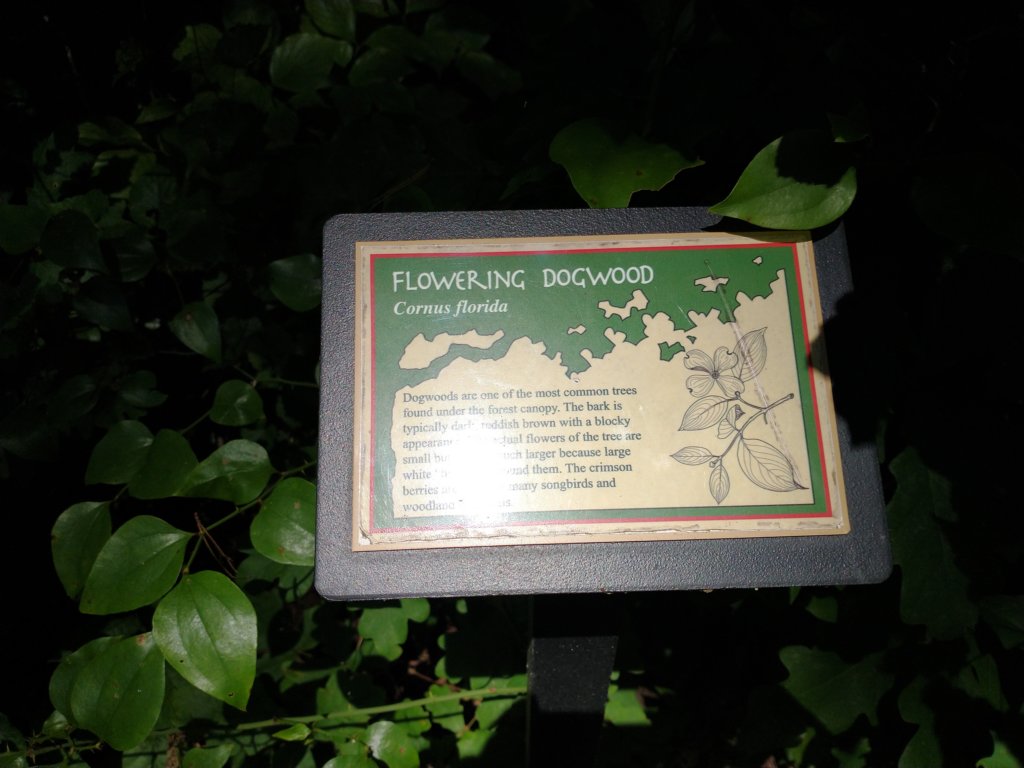 FLOWERING DOGWOOD
Cornus florida
Dogwoods are one of the most common trees
found under the forest canopy. The bark is
typically dark reddish brown with a blocky
actual flowers of the tree are
small but much larger because large
white them. The crimson
berries many songbirds and
woodland